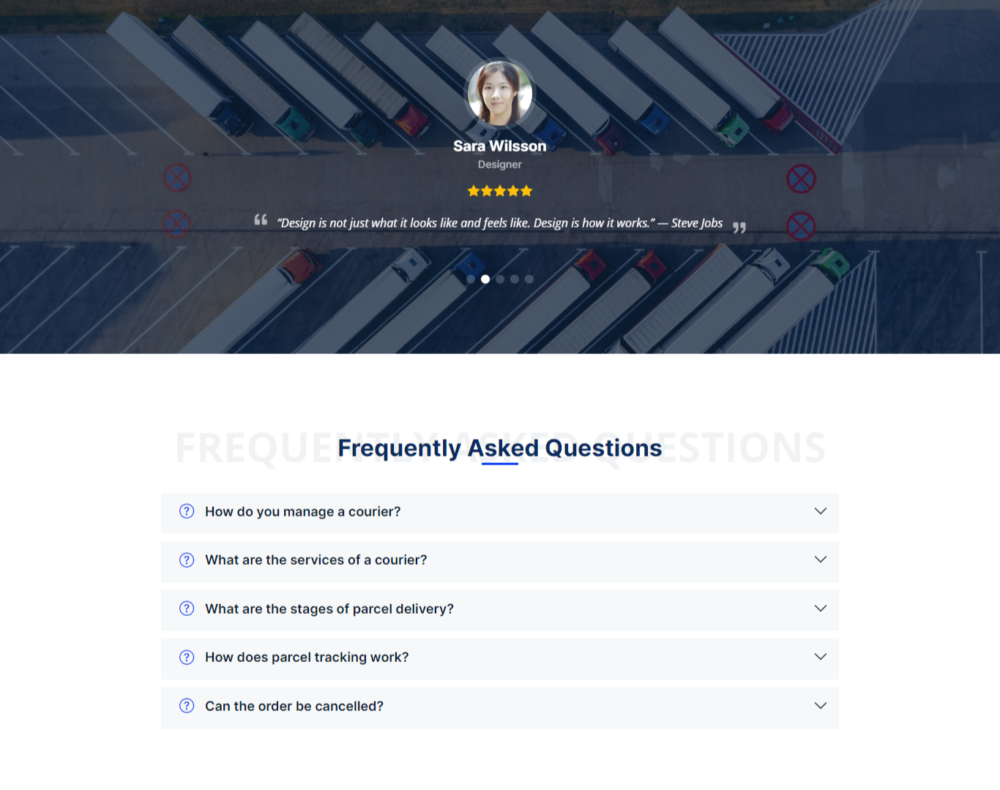 Sara Wilsson
Designer
“Design is not just what it looks like and feels like. Design is how it works.” — Steve Jobs
FREQUENTLY ASKED QUESTIONS
Frequently Asked Questions
How do you manage a courier?
What are the services of a courier?
What are the stages of parcel delivery?
How does parcel tracking work?
Can the order be cancelled?